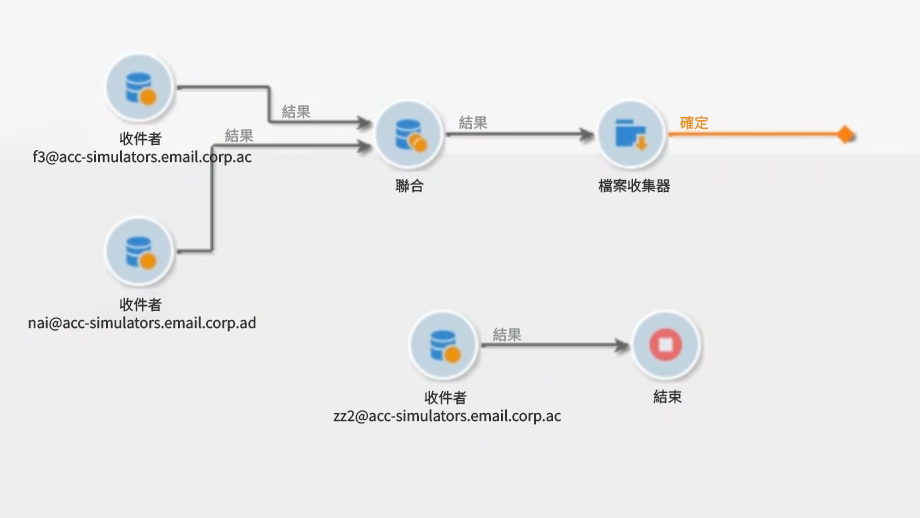 收件者
f3@acc-simulators.email.corp.ac
結果
結果
聯合
結果
檔案收集器
確定
收件者
nai@acc-simulators.email.corp.ad
收件者
zz2@acc-simulators.email.corp.ac
結果
結束